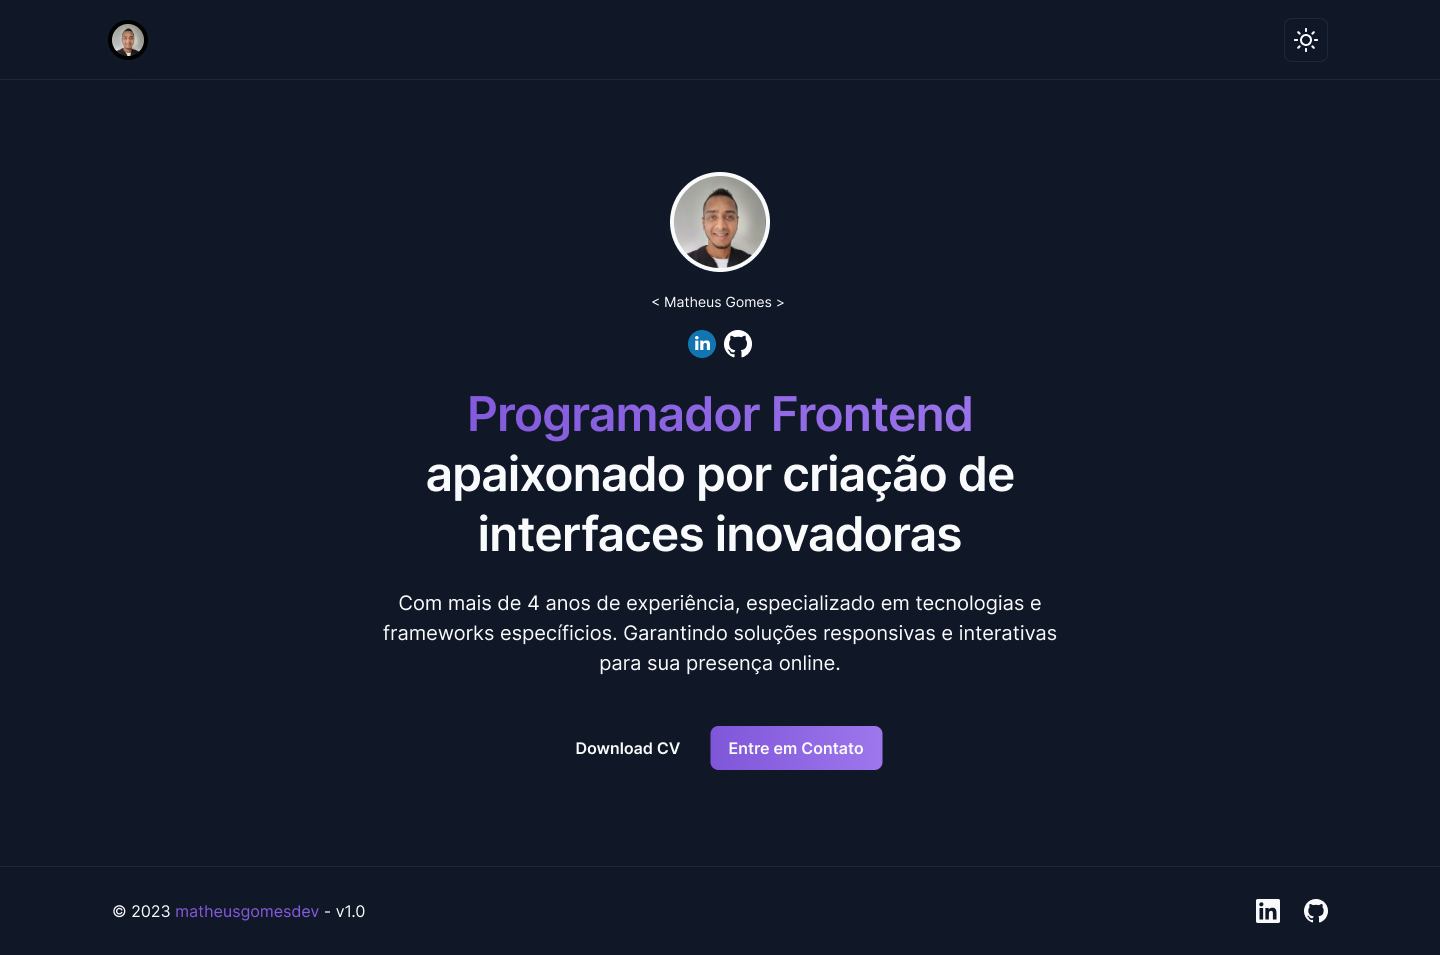 < Matheus Gomes >
in
Programador Frontend
apaixonado por criação de
interfaces inovadoras
Com mais de 4 anos de experiência, especializado em tecnologias e
frameworks específicios. Garantindo soluções responsivas e interativas
para sua presença online.
Download CV
Entre em Contato
© 2023 matheusgomesdev - v1.0
in